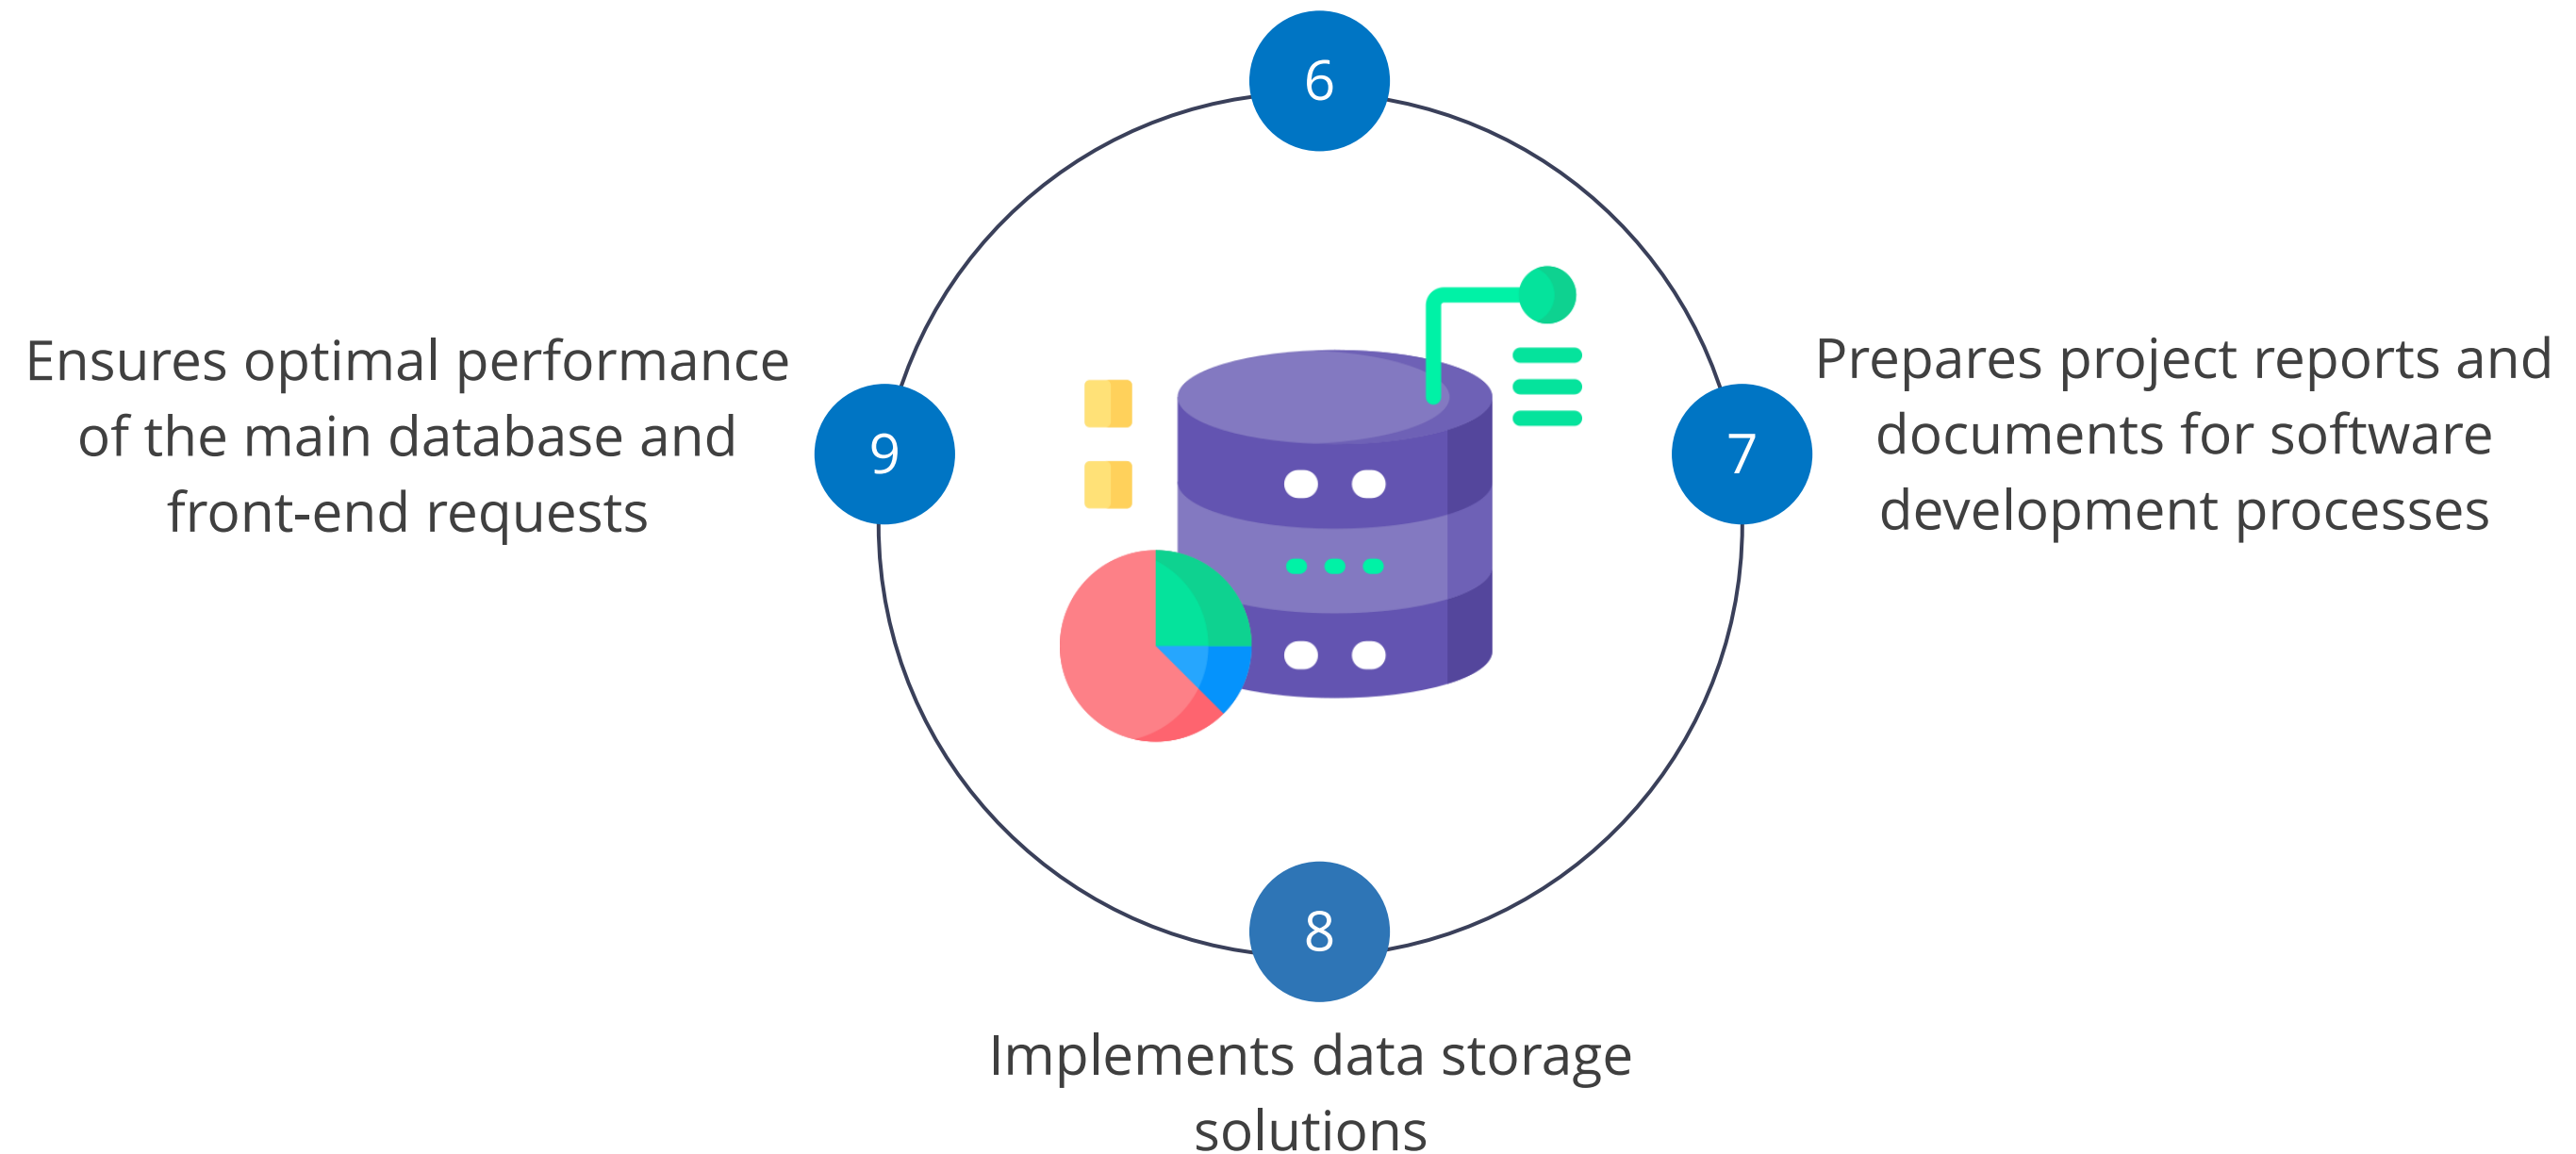 6
Ensures optimal performance
of the main database and
front-end requests
9
7
Prepares project reports and
documents for software
development processes
8
Implements data storage
solutions